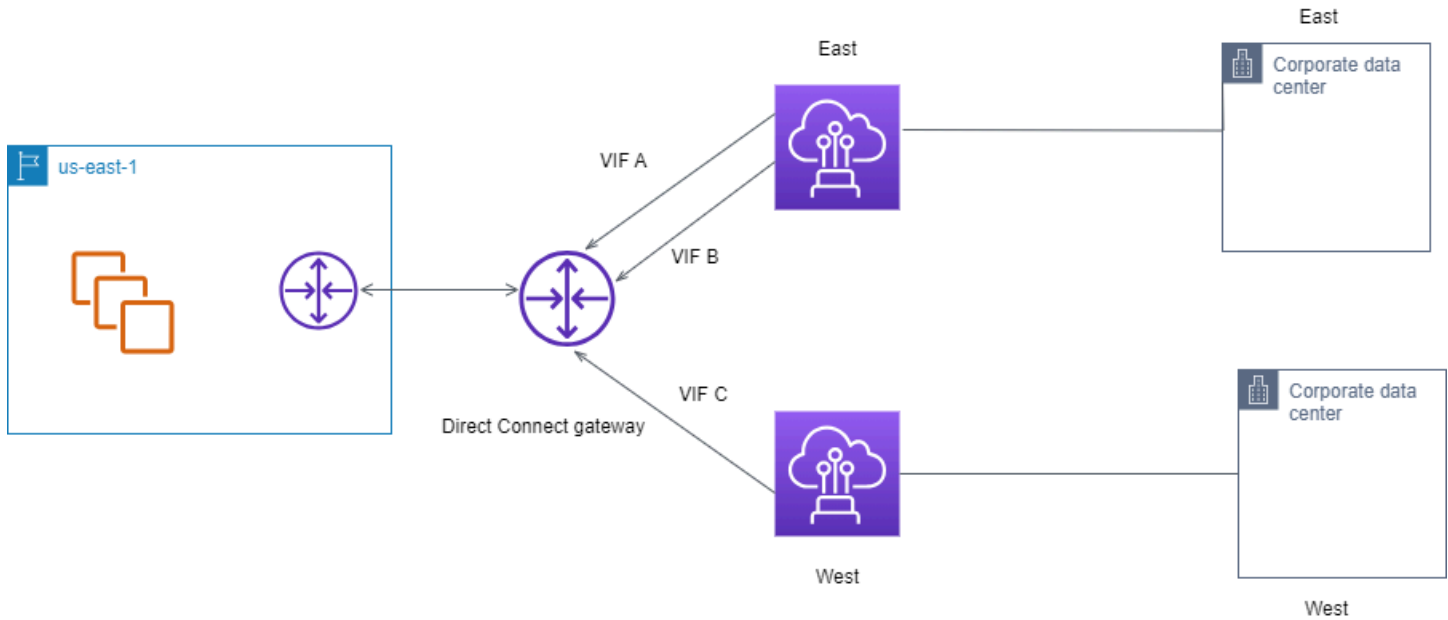 East
East
Corporate data
center
VIF A
us-east-1
VIF B
Corporate data
center
VIF C
Direct Connect gateway
West
West